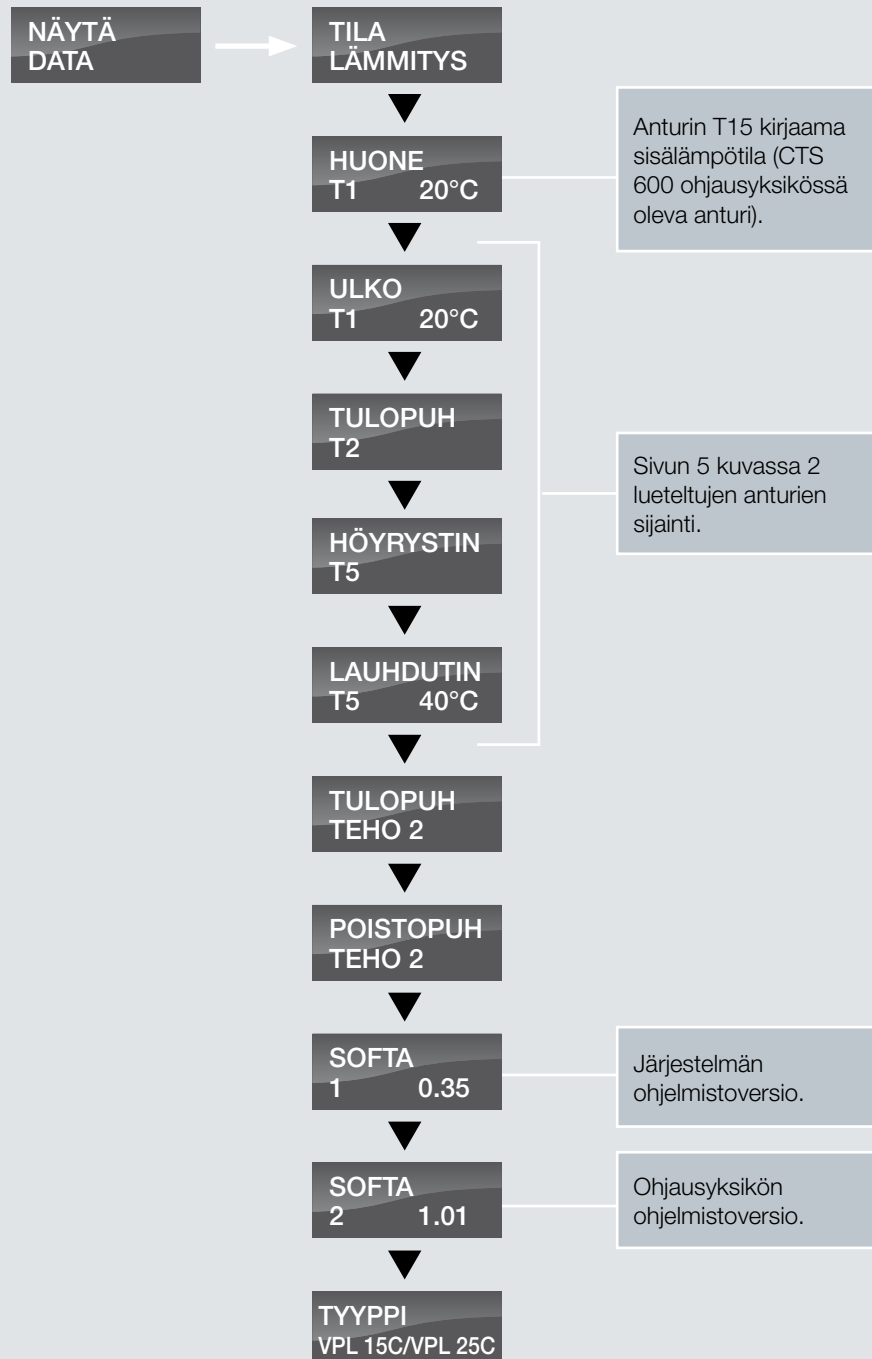 NÄYTÄ
DATA
TILA
LÄMMITYS
HUONE
T1 20°C
Anturin T15 kirjaama
sisälämpötila (CTS
600 ohjausyksikössä
oleva anturi).
ULKO
T1 20°C
TULOPUH
T2
Sivun 5 kuvassa 2
lueteltujen anturien
sijainti.
HÖYRYSTIN
T5
LAUHDUTIN
T5 40°C
TULOPUH
TEHO 2
POISTOPUH
TEHO 2
SOFTA
1 0.35
Järjestelmän
ohjelmistoversio.
SOFTA
2 1.01
Ohjausyksikön
ohjelmistoversio.
TYYPPI
VPL 15C/VPL 25C